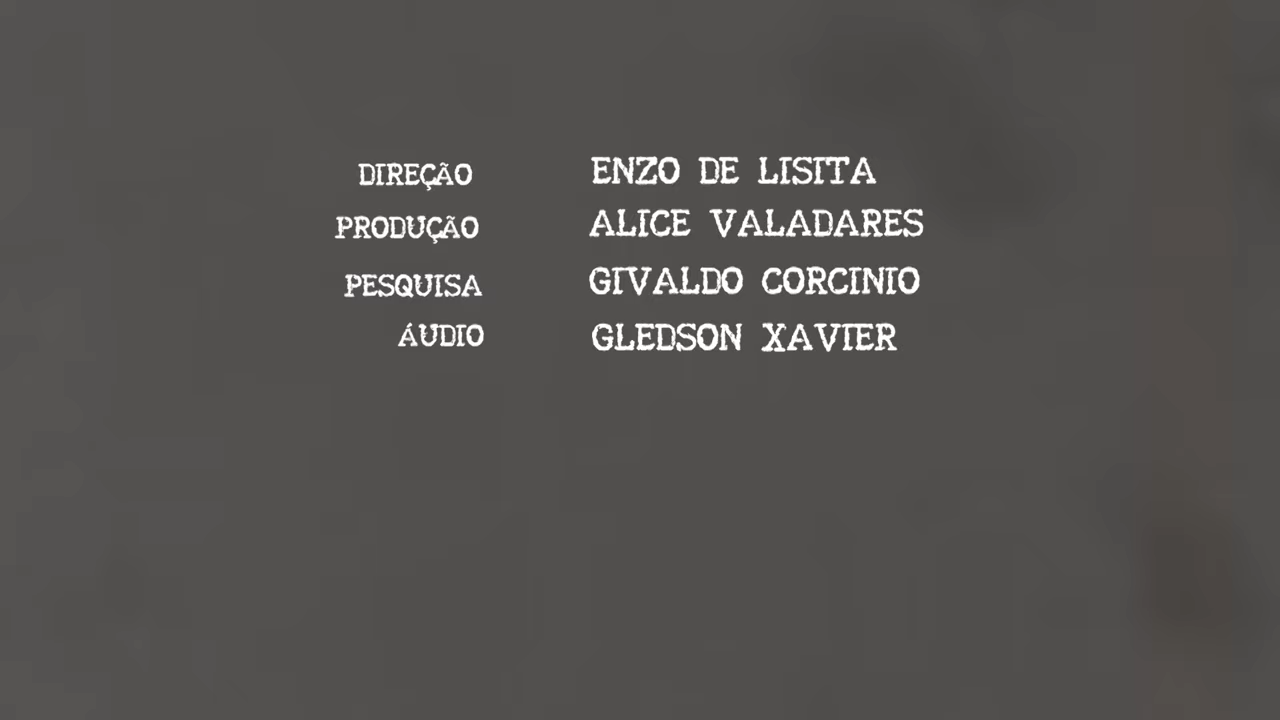 DIREÇÃO ENZO DE LISITA
PRODUÇÃO ALICE VALADARES
PESQUISA GIVALDO CORCINIO
ÁUDIO GLEDSON XAVIER